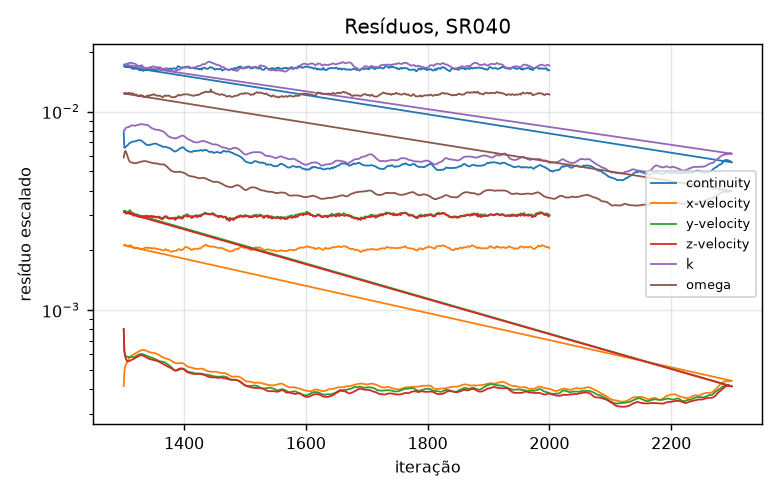 Resíduos, SR040
resíduo escalado
10⁻²
10⁻³
continuity
x-velocity
y-velocity
z-velocity
k
omega
1400 1600 1800 2000 2200
iteração